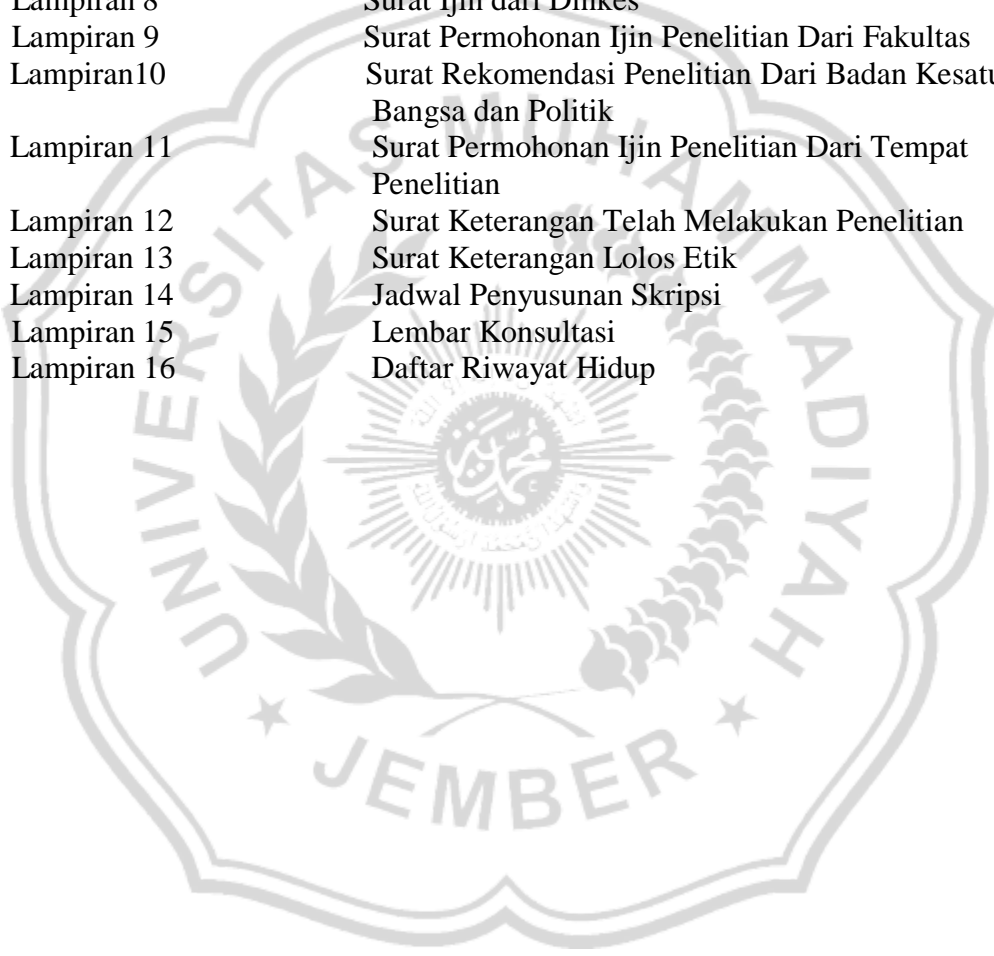 Lampiran 8 Surat Ijin dari Dinkes
Lampiran 9 Surat Permohonan Ijin Penelitian Dari Fakultas
Lampiran10 Surat Rekomendasi Penelitian Dari Badan Kesatu
Bangsa dan Politik
Lampiran 11 Surat Permohonan Ijin Penelitian Dari Tempat
Penelitian
Lampiran 12 Surat Keterangan Telah Melakukan Penelitian
Lampiran 13 Surat Keterangan Lolos Etik
Lampiran 14 Jadwal Penyusunan Skripsi
Lampiran 15 Lembar Konsultasi
Lampiran 16 Daftar Riwayat Hidup
UNIVERSITAS MUHAMMADIYAH
JEMBER